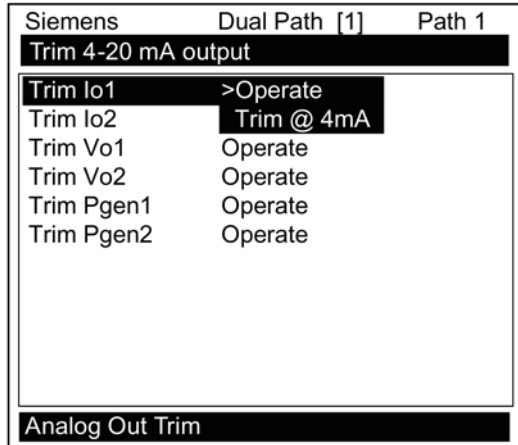 Siemens Dual Path [1] Path 1
Trim 4-20 mA output
Trim Io1 >Operate
Trim Io2 Trim @ 4mA
Trim Vo1 Operate
Trim Vo2 Operate
Trim Pgen1 Operate
Trim Pgen2 Operate
Analog Out Trim